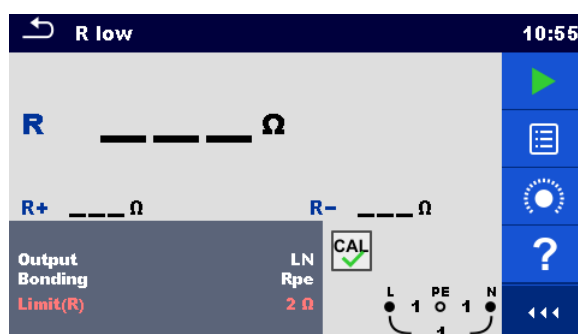 R low 10:55
R ___ Ω
R+ ___ Ω R- ___ Ω
Output LN
Bonding Rpe
Limit(R) 2 Ω
CAL
L PE N
1 1
1
?